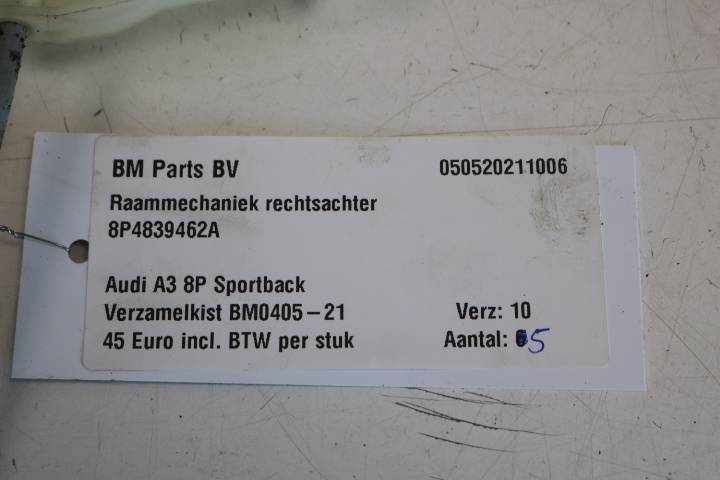 BM Parts BV 050520211006
Raammechaniek rechtsachter
8P4839462A
Audi A3 8P Sportback
Verzamelkist BM0405-21 Verz: 10
45 Euro incl. BTW per stuk Aantal: 5